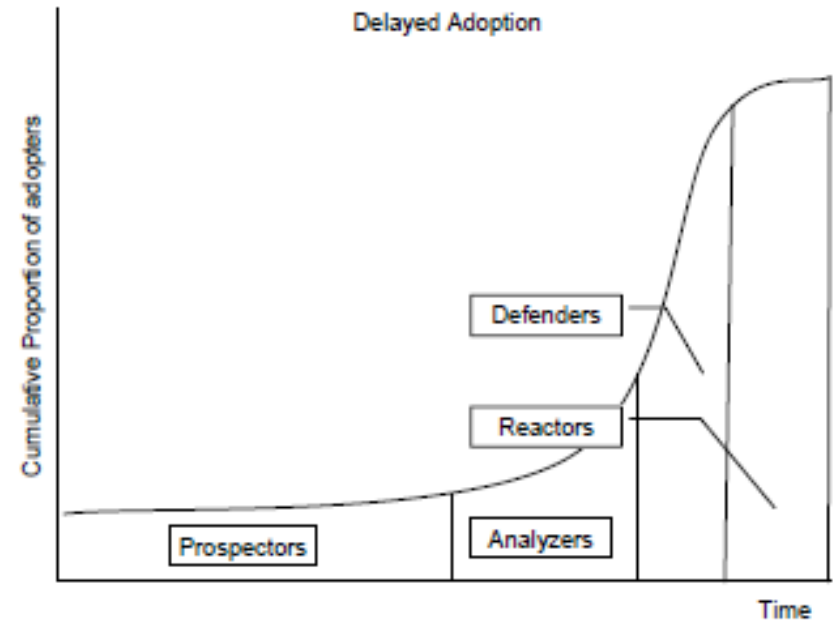 Delayed Adoption
Cumulative Proportion of adopters
Defenders
Reactors
Prospectors
Analyzers
Time